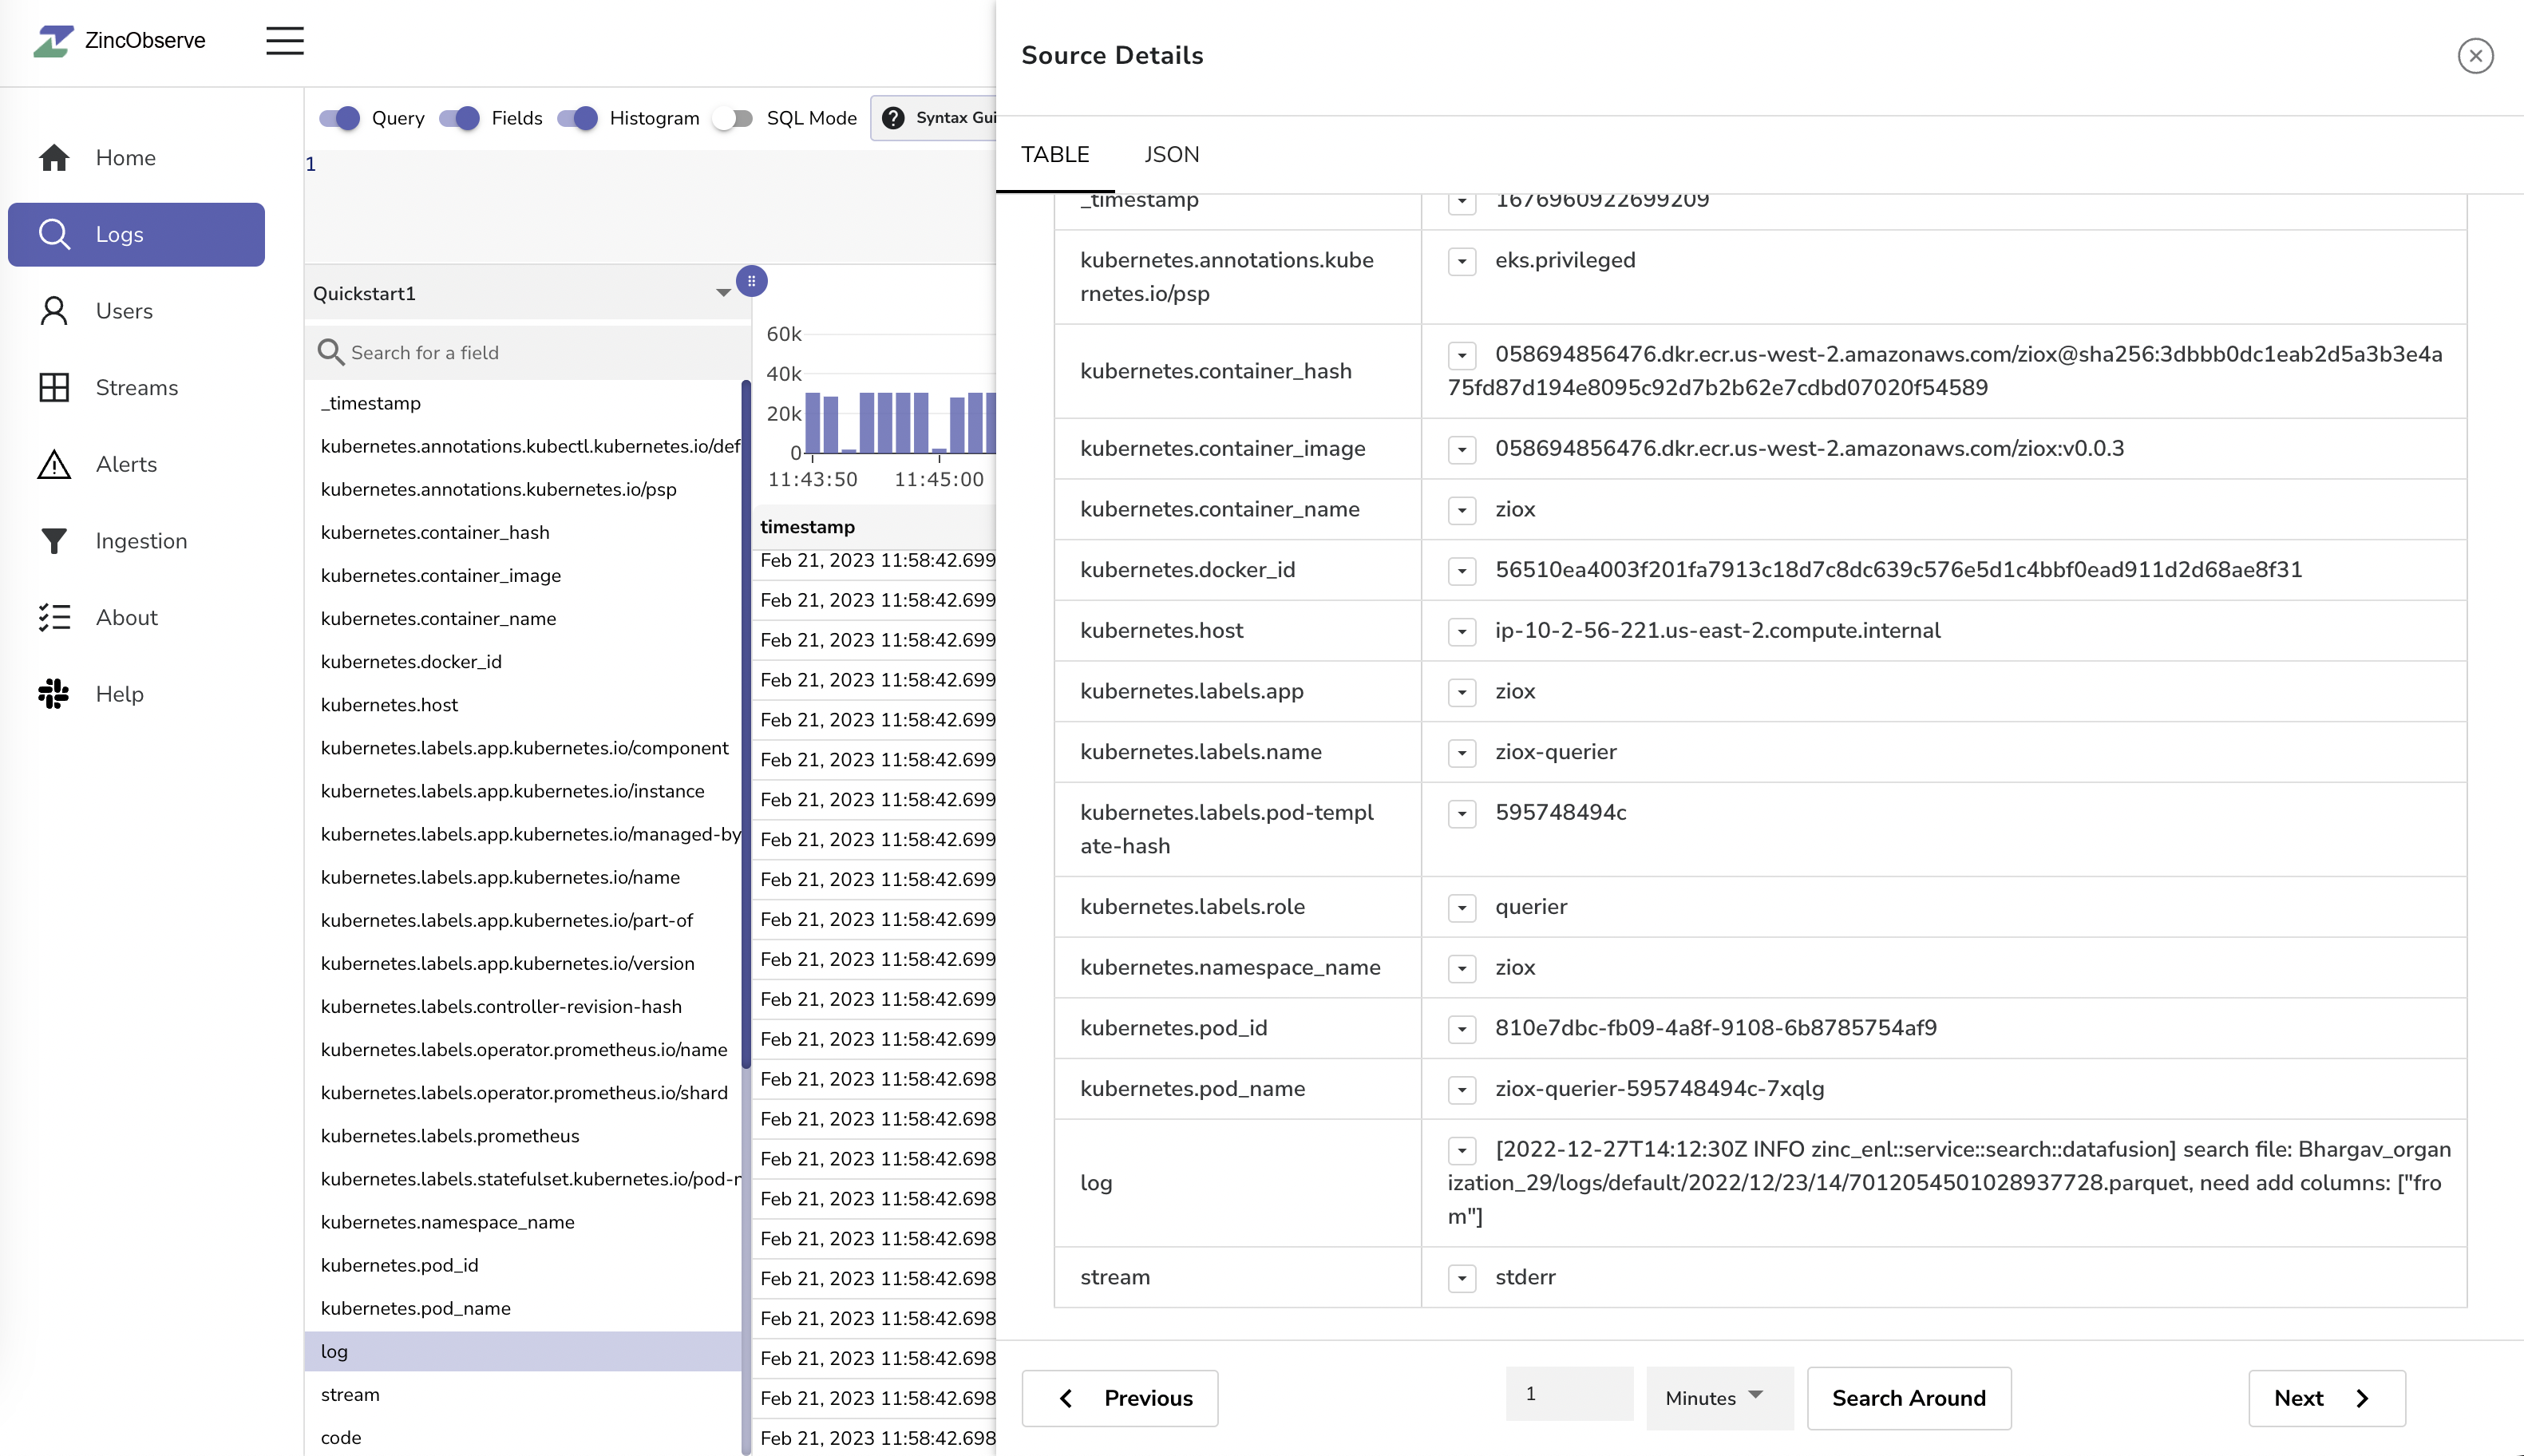 ZincObserve
Home
Logs
Users
Streams
Alerts
Ingestion
About
Help
Query
Fields
Histogram
SQL Mode
Syntax Gui
1
Quickstart1
Search for a field
_timestamp
kubernetes.annotations.kubectl.kubernetes.io/def
kubernetes.annotations.kubernetes.io/psp
kubernetes.container_hash
kubernetes.container_image
kubernetes.container_name
kubernetes.docker_id
kubernetes.host
kubernetes.labels.app.kubernetes.io/component
kubernetes.labels.app.kubernetes.io/instance
kubernetes.labels.app.kubernetes.io/managed-by
kubernetes.labels.app.kubernetes.io/name
kubernetes.labels.app.kubernetes.io/part-of
kubernetes.labels.app.kubernetes.io/version
kubernetes.labels.controller-revision-hash
kubernetes.labels.operator.prometheus.io/name
kubernetes.labels.operator.prometheus.io/shard
kubernetes.labels.prometheus
kubernetes.labels.statefulset.kubernetes.io/pod-n
kubernetes.namespace_name
kubernetes.pod_id
kubernetes.pod_name
log
stream
code
60k
40k
20k
0
11:43:50 11:45:00
timestamp
Feb 21, 2023 11:58:42.699
Feb 21, 2023 11:58:42.699
Feb 21, 2023 11:58:42.699
Feb 21, 2023 11:58:42.699
Feb 21, 2023 11:58:42.699
Feb 21, 2023 11:58:42.699
Feb 21, 2023 11:58:42.699
Feb 21, 2023 11:58:42.699
Feb 21, 2023 11:58:42.699
Feb 21, 2023 11:58:42.699
Feb 21, 2023 11:58:42.699
Feb 21, 2023 11:58:42.699
Feb 21, 2023 11:58:42.699
Feb 21, 2023 11:58:42.698
Feb 21, 2023 11:58:42.698
Feb 21, 2023 11:58:42.698
Feb 21, 2023 11:58:42.698
Feb 21, 2023 11:58:42.698
Feb 21, 2023 11:58:42.698
Feb 21, 2023 11:58:42.698
Feb 21, 2023 11:58:42.698
Feb 21, 2023 11:58:42.698
Feb 21, 2023 11:58:42.698
Source Details
TABLE JSON
_timestamp 1676960922699209
kubernetes.annotations.kube
rnetes.io/psp
eks.privileged
kubernetes.container_hash
058694856476.dkr.ecr.us-west-2.amazonaws.com/ziox@sha256:3dbbb0dc1eab2d5a3b3e4a
75fd87d194e8095c92d7b2b62e7cdbd07020f54589
kubernetes.container_image 058694856476.dkr.ecr.us-west-2.amazonaws.com/ziox:v0.0.3
kubernetes.container_name ziox
kubernetes.docker_id 56510ea4003f201fa7913c18d7c8dc639c576e5d1c4bbf0ead911d2d68ae8f31
kubernetes.host ip-10-2-56-221.us-east-2.compute.internal
kubernetes.labels.app ziox
kubernetes.labels.name ziox-querier
kubernetes.labels.pod-templ
ate-hash
595748494c
kubernetes.labels.role querier
kubernetes.namespace_name ziox
kubernetes.pod_id 810e7dbc-fb09-4a8f-9108-6b8785754af9
kubernetes.pod_name ziox-querier-595748494c-7xqlg
log
[2022-12-27T14:12:30Z INFO zinc_enl::service::search::datafusion] search file: Bhargav_organ
ization_29/logs/default/2022/12/23/14/7012054501028937728.parquet, need add columns: ["fro
m"]
stream stderr
Previous
1
Minutes
Search Around
Next